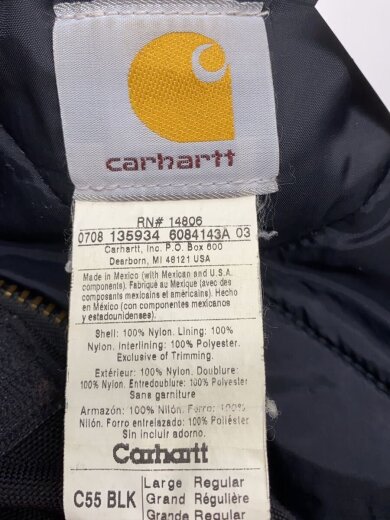 carhartt
RN# 14806
0708 135934 6084143A 03
Carhartt, Inc. P.O. Box 600
Dearborn, MI 48121 USA
Made in Mexico (with Mexican and U.S.A.
components). Fabriqué au Mexique (avec des
composants mexicains et américains). Hecho
en México (con componentes mexicanos
y estadounidenses).
Shell: 100% Nylon. Lining: 100%
Nylon. Interlining: 100% Polyester.
Exclusive of Trimming.
Extérieur: 100% Nylon. Doublure:
100% Nylon. Entredoublure: 100% Polyester
Sans garniture
Armazón: 100% Nilón. Forro: 100%
Nilón. Forro entrelazado: 100% Poliéster
Sin incluir adorno.
Carhartt
C55 BLK
Large Regular
Grand Régulière
Grande Regular